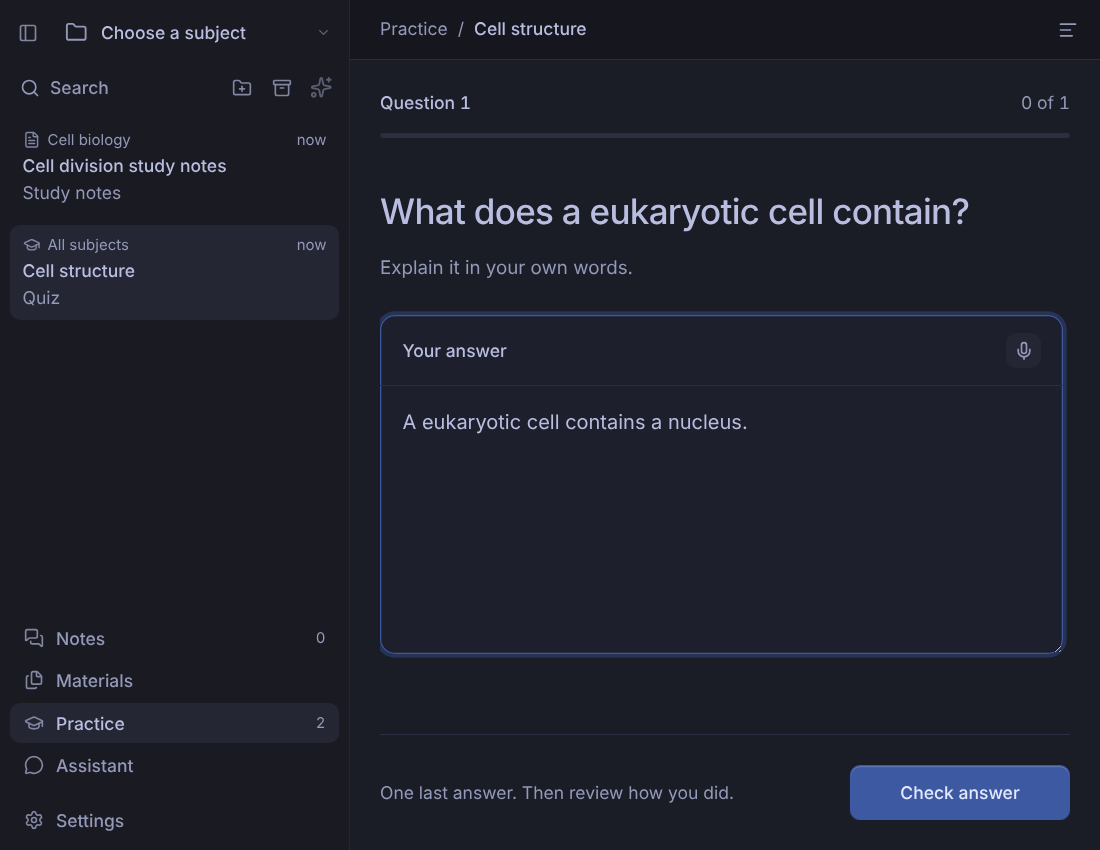 Choose a subject
Search
Cell biology now
Cell division study notes
Study notes
All subjects now
Cell structure
Quiz
Notes 0
Materials
Practice 2
Assistant
Settings
Practice / Cell structure
Question 1 0 of 1
What does a eukaryotic cell contain?
Explain it in your own words.
Your answer
A eukaryotic cell contains a nucleus.
One last answer. Then review how you did.
Check answer